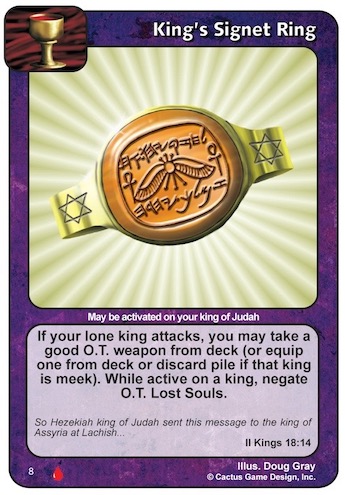 King's Signet Ring
May be activated on your king of Judah
If your lone king attacks, you may take a
good O.T. weapon from deck (or equip
one from deck or discard pile if that king
is meek). While active on a king, negate
O.T. Lost Souls.
So Hezekiah king of Judah sent this message to the king of
Assyria at Lachish...
II Kings 18:14
Illus. Doug Gray
8
© Cactus Game Design, Inc.